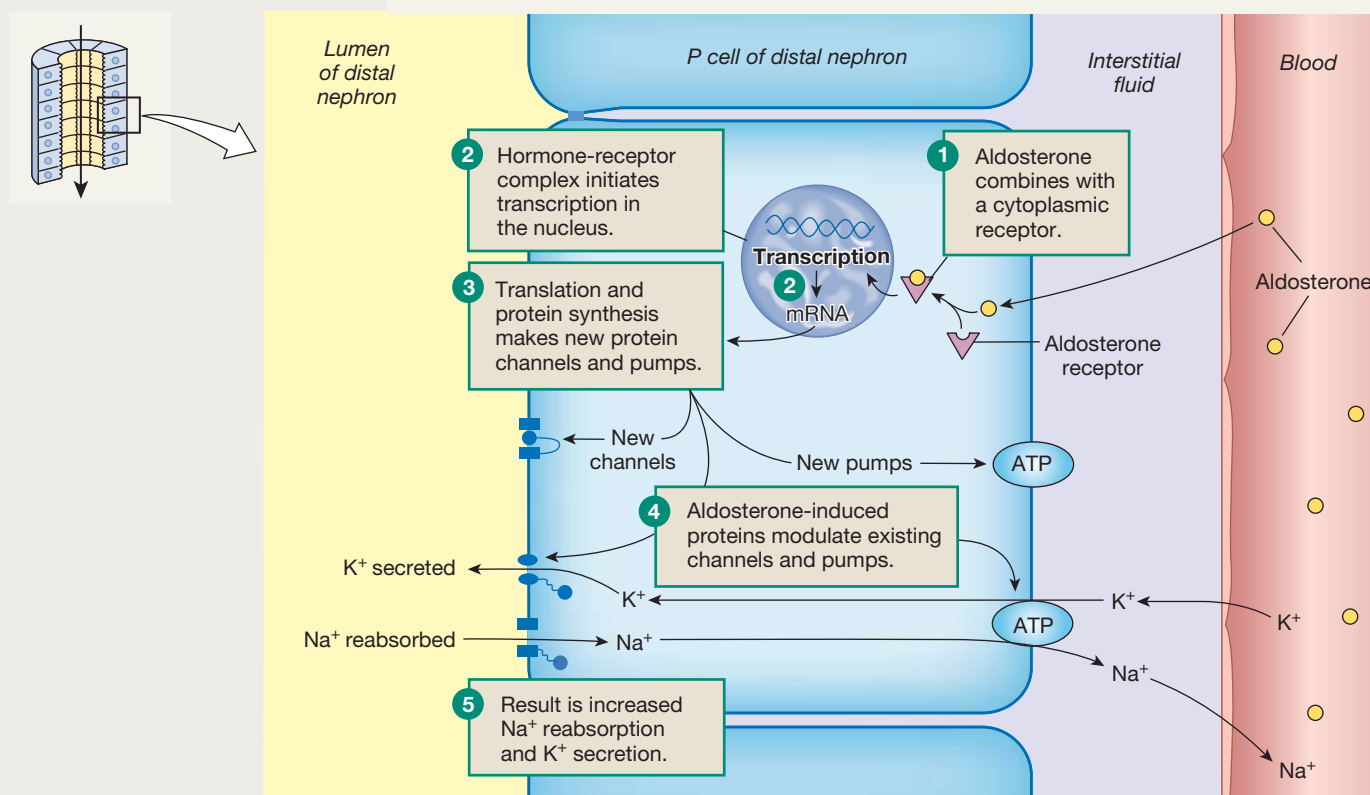 Lumen
of distal
nephron
P cell of distal nephron
Interstitial
fluid
Blood
1
Aldosterone
combines with
a cytoplasmic
receptor.
2
Hormone-receptor
complex initiates
transcription in
the nucleus.
Transcription
2
mRNA
Aldosterone
Aldosterone
receptor
3
Translation and
protein synthesis
makes new protein
channels and pumps.
New
channels
New pumps
ATP
4
Aldosterone-induced
proteins modulate existing
channels and pumps.
K⁺ secreted
K⁺
K⁺
K⁺
ATP
Na⁺ reabsorbed
Na⁺
Na⁺
Na⁺
5
Result is increased
Na⁺ reabsorption
and K⁺ secretion.